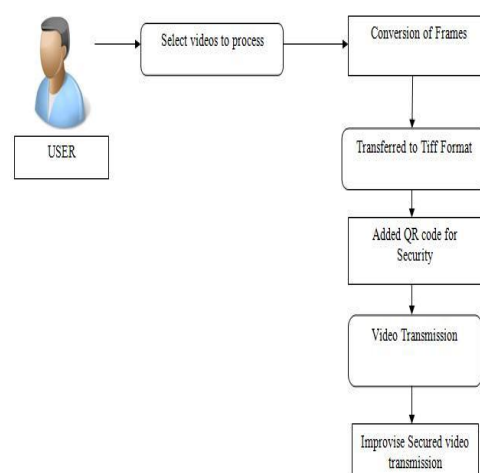 Select videos to process
Conversion of Frames
USER
Transferred to Tiff Format
Added QR code for
Security
Video Transmission
Improvise Secured video
transmission